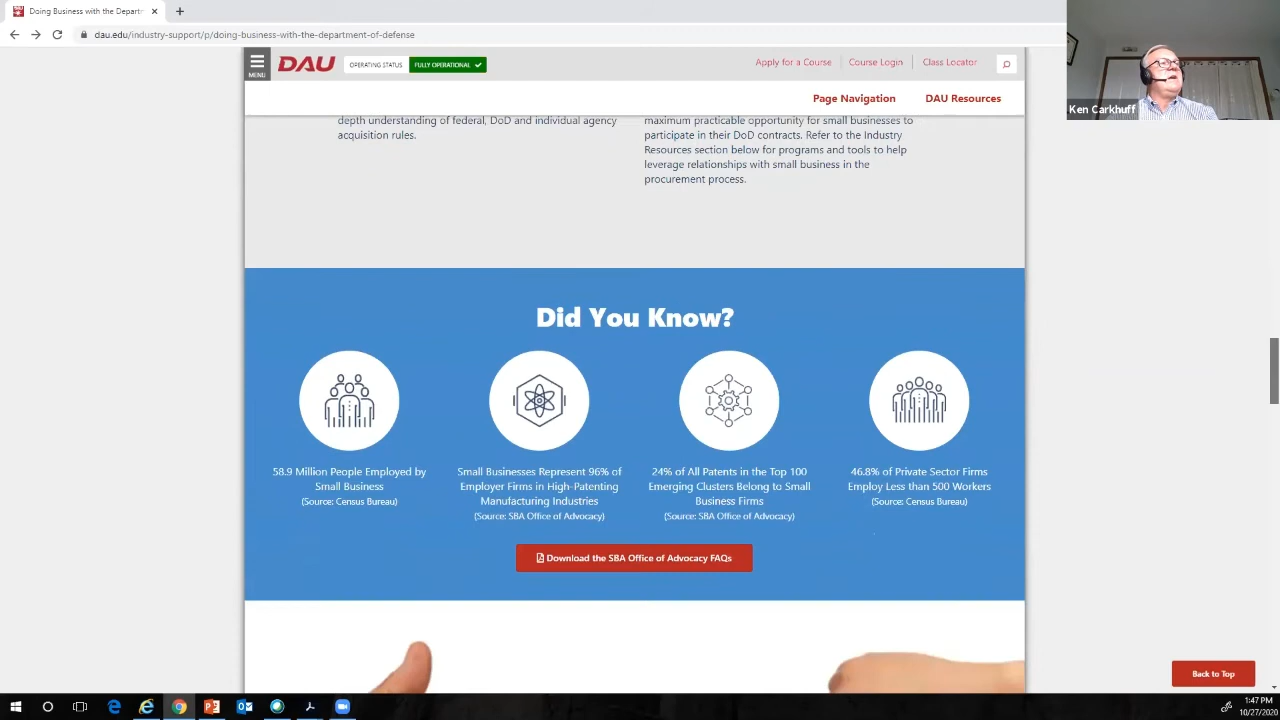 Doing Business with the Departm
dau.edu/industry-support/p/doing-business-with-the-department-of-defense
MENU
DAU
OPERATING STATUS
FULLY OPERATIONAL
Apply for a Course
Course Login
Class Locator
Page Navigation
DAU Resources
Ken Carkhuff
depth understanding of federal, DoD and individual agency
acquisition rules.
maximum practicable opportunity for small businesses to
participate in their DoD contracts. Refer to the Industry
Resources section below for programs and tools to help
leverage relationships with small business in the
procurement process.
Did You Know?
58.9 Million People Employed by
Small Business
(Source: Census Bureau)
Small Businesses Represent 96% of
Employer Firms in High-Patenting
Manufacturing Industries
(Source: SBA Office of Advocacy)
24% of All Patents in the Top 100
Emerging Clusters Belong to Small
Business Firms
(Source: SBA Office of Advocacy)
46.8% of Private Sector Firms
Employ Less than 500 Workers
(Source: Census Bureau)
Download the SBA Office of Advocacy FAQs
Back to Top
1:47 PM
10/27/2020